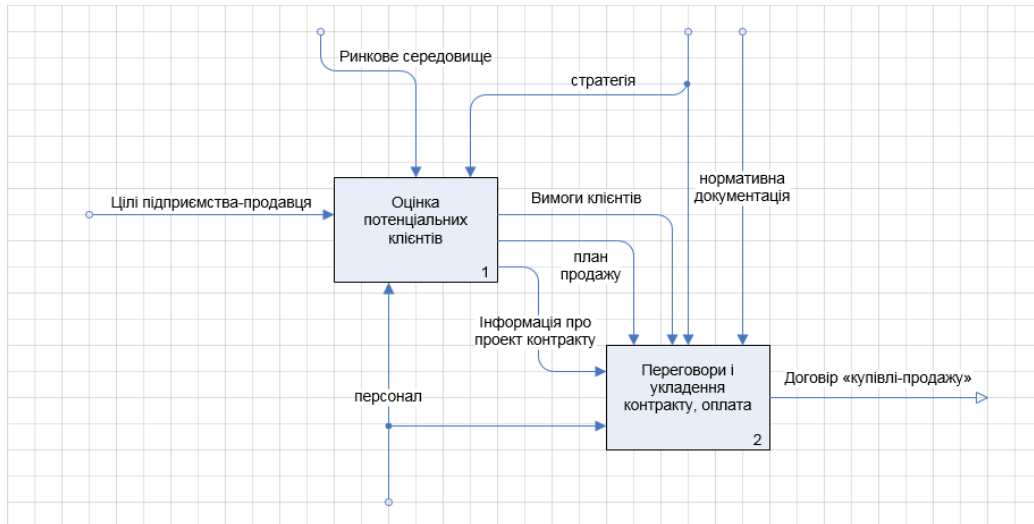 Ринкове середовище
стратегія
Цілі підприємства-продавця
Оцінка
потенціальних
клієнтів
1
Вимоги клієнтів
нормативна
документація
план
продажу
Інформація про
проект контракту
персонал
Переговори і
укладення
контракту, оплата
2
Договір «купівлі-продажу»